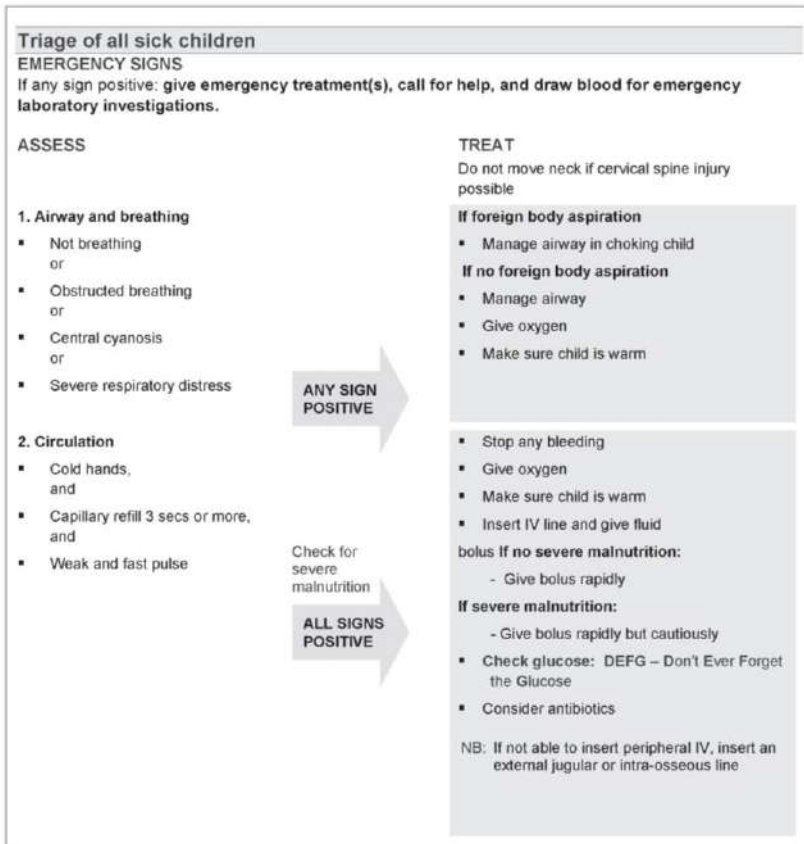 Triage of all sick children
EMERGENCY SIGNS
If any sign positive: give emergency treatment(s), call for help, and draw blood for emergency
laboratory investigations.
ASSESS
TREAT
Do not move neck if cervical spine injury
possible
1. Airway and breathing
▪ Not breathing
or
▪ Obstructed breathing
or
▪ Central cyanosis
or
▪ Severe respiratory distress
ANY SIGN
POSITIVE
If foreign body aspiration
▪ Manage airway in choking child
If no foreign body aspiration
▪ Manage airway
▪ Give oxygen
▪ Make sure child is warm
2. Circulation
▪ Cold hands,
and
▪ Capillary refill 3 secs or more,
and
▪ Weak and fast pulse
Check for
severe
malnutrition
ALL SIGNS
POSITIVE
▪ Stop any bleeding
▪ Give oxygen
▪ Make sure child is warm
▪ Insert IV line and give fluid
bolus If no severe malnutrition:
- Give bolus rapidly
If severe malnutrition:
- Give bolus rapidly but cautiously
▪ Check glucose: DEFG – Don't Ever Forget
the Glucose
▪ Consider antibiotics
NB: If not able to insert peripheral IV, insert an
external jugular or intra-osseous line